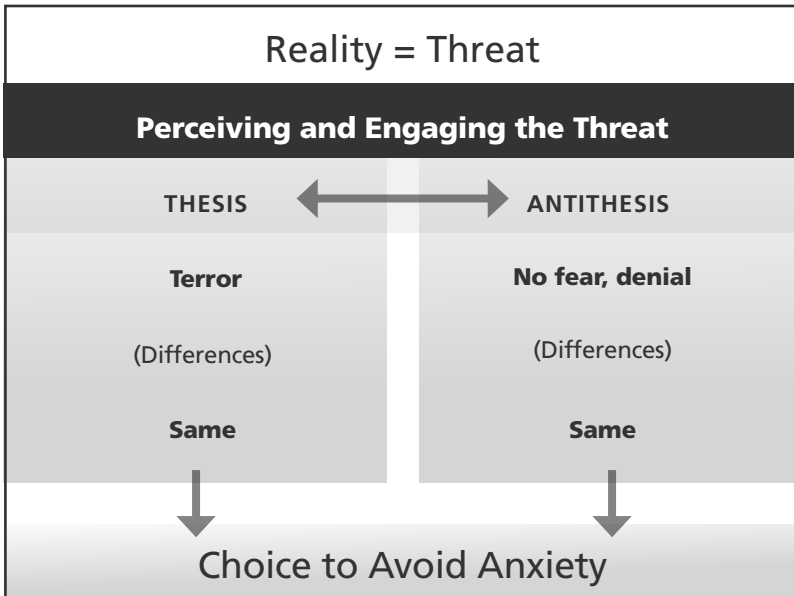 Reality = Threat
Perceiving and Engaging the Threat
THESIS ANTITHESIS
Terror No fear, denial
(Differences) (Differences)
Same Same
Choice to Avoid Anxiety